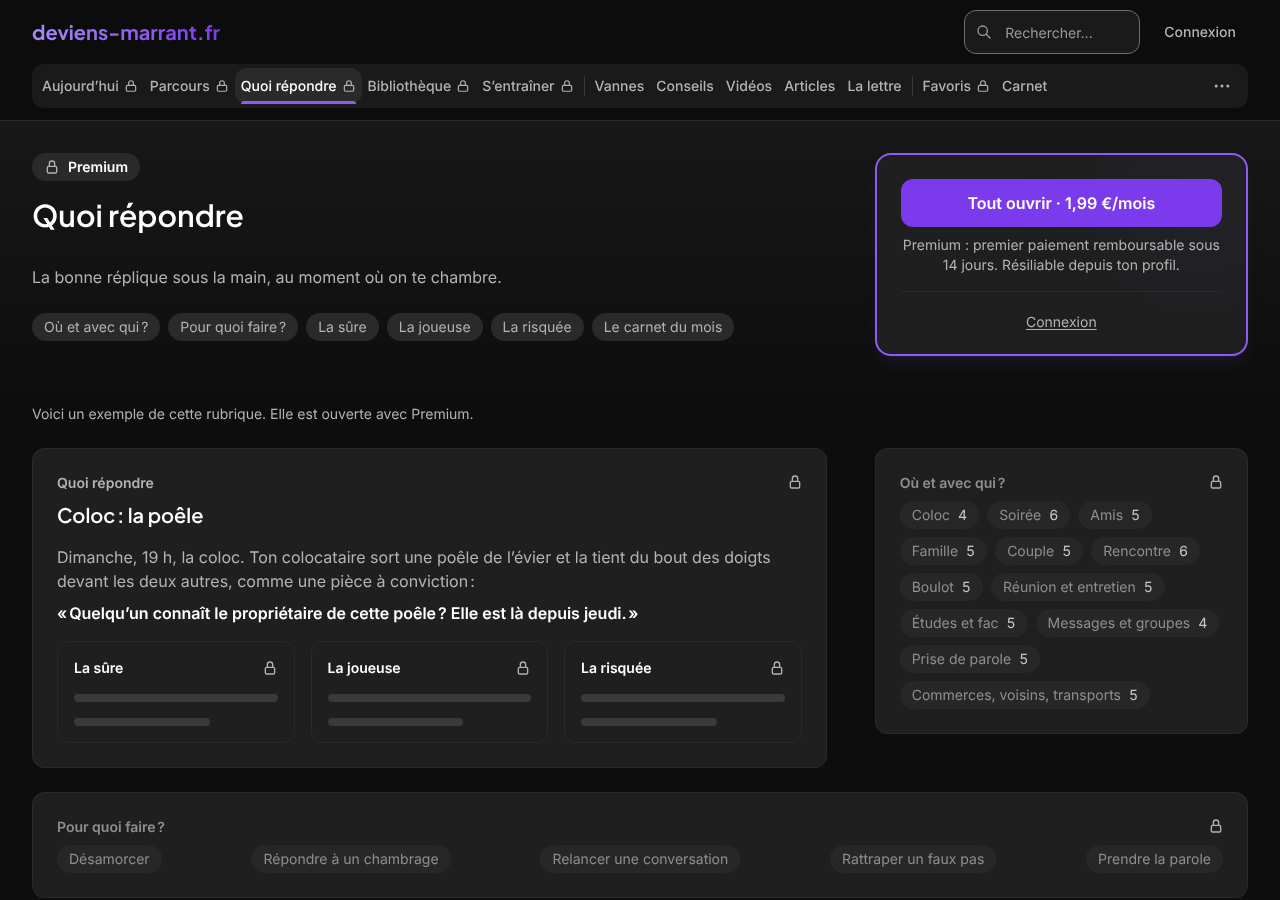 deviens-marrant.fr
Rechercher...
Connexion
Aujourd’hui Parcours Quoi répondre Bibliothèque S’entraîner Vannes Conseils Vidéos Articles La lettre Favoris Carnet
Premium
Quoi répondre
La bonne réplique sous la main, au moment où on te chambre.
Où et avec qui ? Pour quoi faire ? La sûre La joueuse La risquée Le carnet du mois
Tout ouvrir · 1,99 €/mois
Premium : premier paiement remboursable sous
14 jours. Résiliable depuis ton profil.
Connexion
Voici un exemple de cette rubrique. Elle est ouverte avec Premium.
Quoi répondre
Coloc : la poêle
Dimanche, 19 h, la coloc. Ton colocataire sort une poêle de l’évier et la tient du bout des doigts
devant les deux autres, comme une pièce à conviction :
« Quelqu’un connaît le propriétaire de cette poêle ? Elle est là depuis jeudi. »
La sûre
La joueuse
La risquée
Où et avec qui ?
Coloc 4 Soirée 6 Amis 5
Famille 5 Couple 5 Rencontre 6
Boulot 5 Réunion et entretien 5
Études et fac 5 Messages et groupes 4
Prise de parole 5
Commerces, voisins, transports 5
Pour quoi faire ?
Désamorcer Répondre à un chambrage Relancer une conversation Rattraper un faux pas Prendre la parole